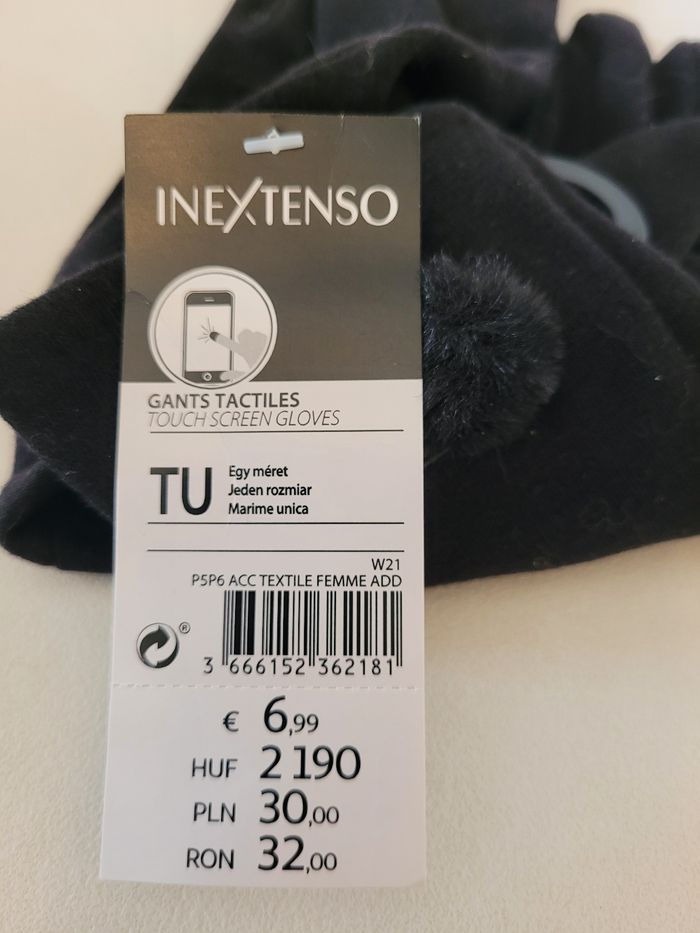 INEXTENSO
GANTS TACTILES
TOUCH SCREEN GLOVES
TU
Egy méret
Jeden rozmiar
Marime unica
W21
P5P6 ACC TEXTILE FEMME ADD
®
3 666152 362181
€ 6,99
HUF 2 190
PLN 30,00
RON 32,00